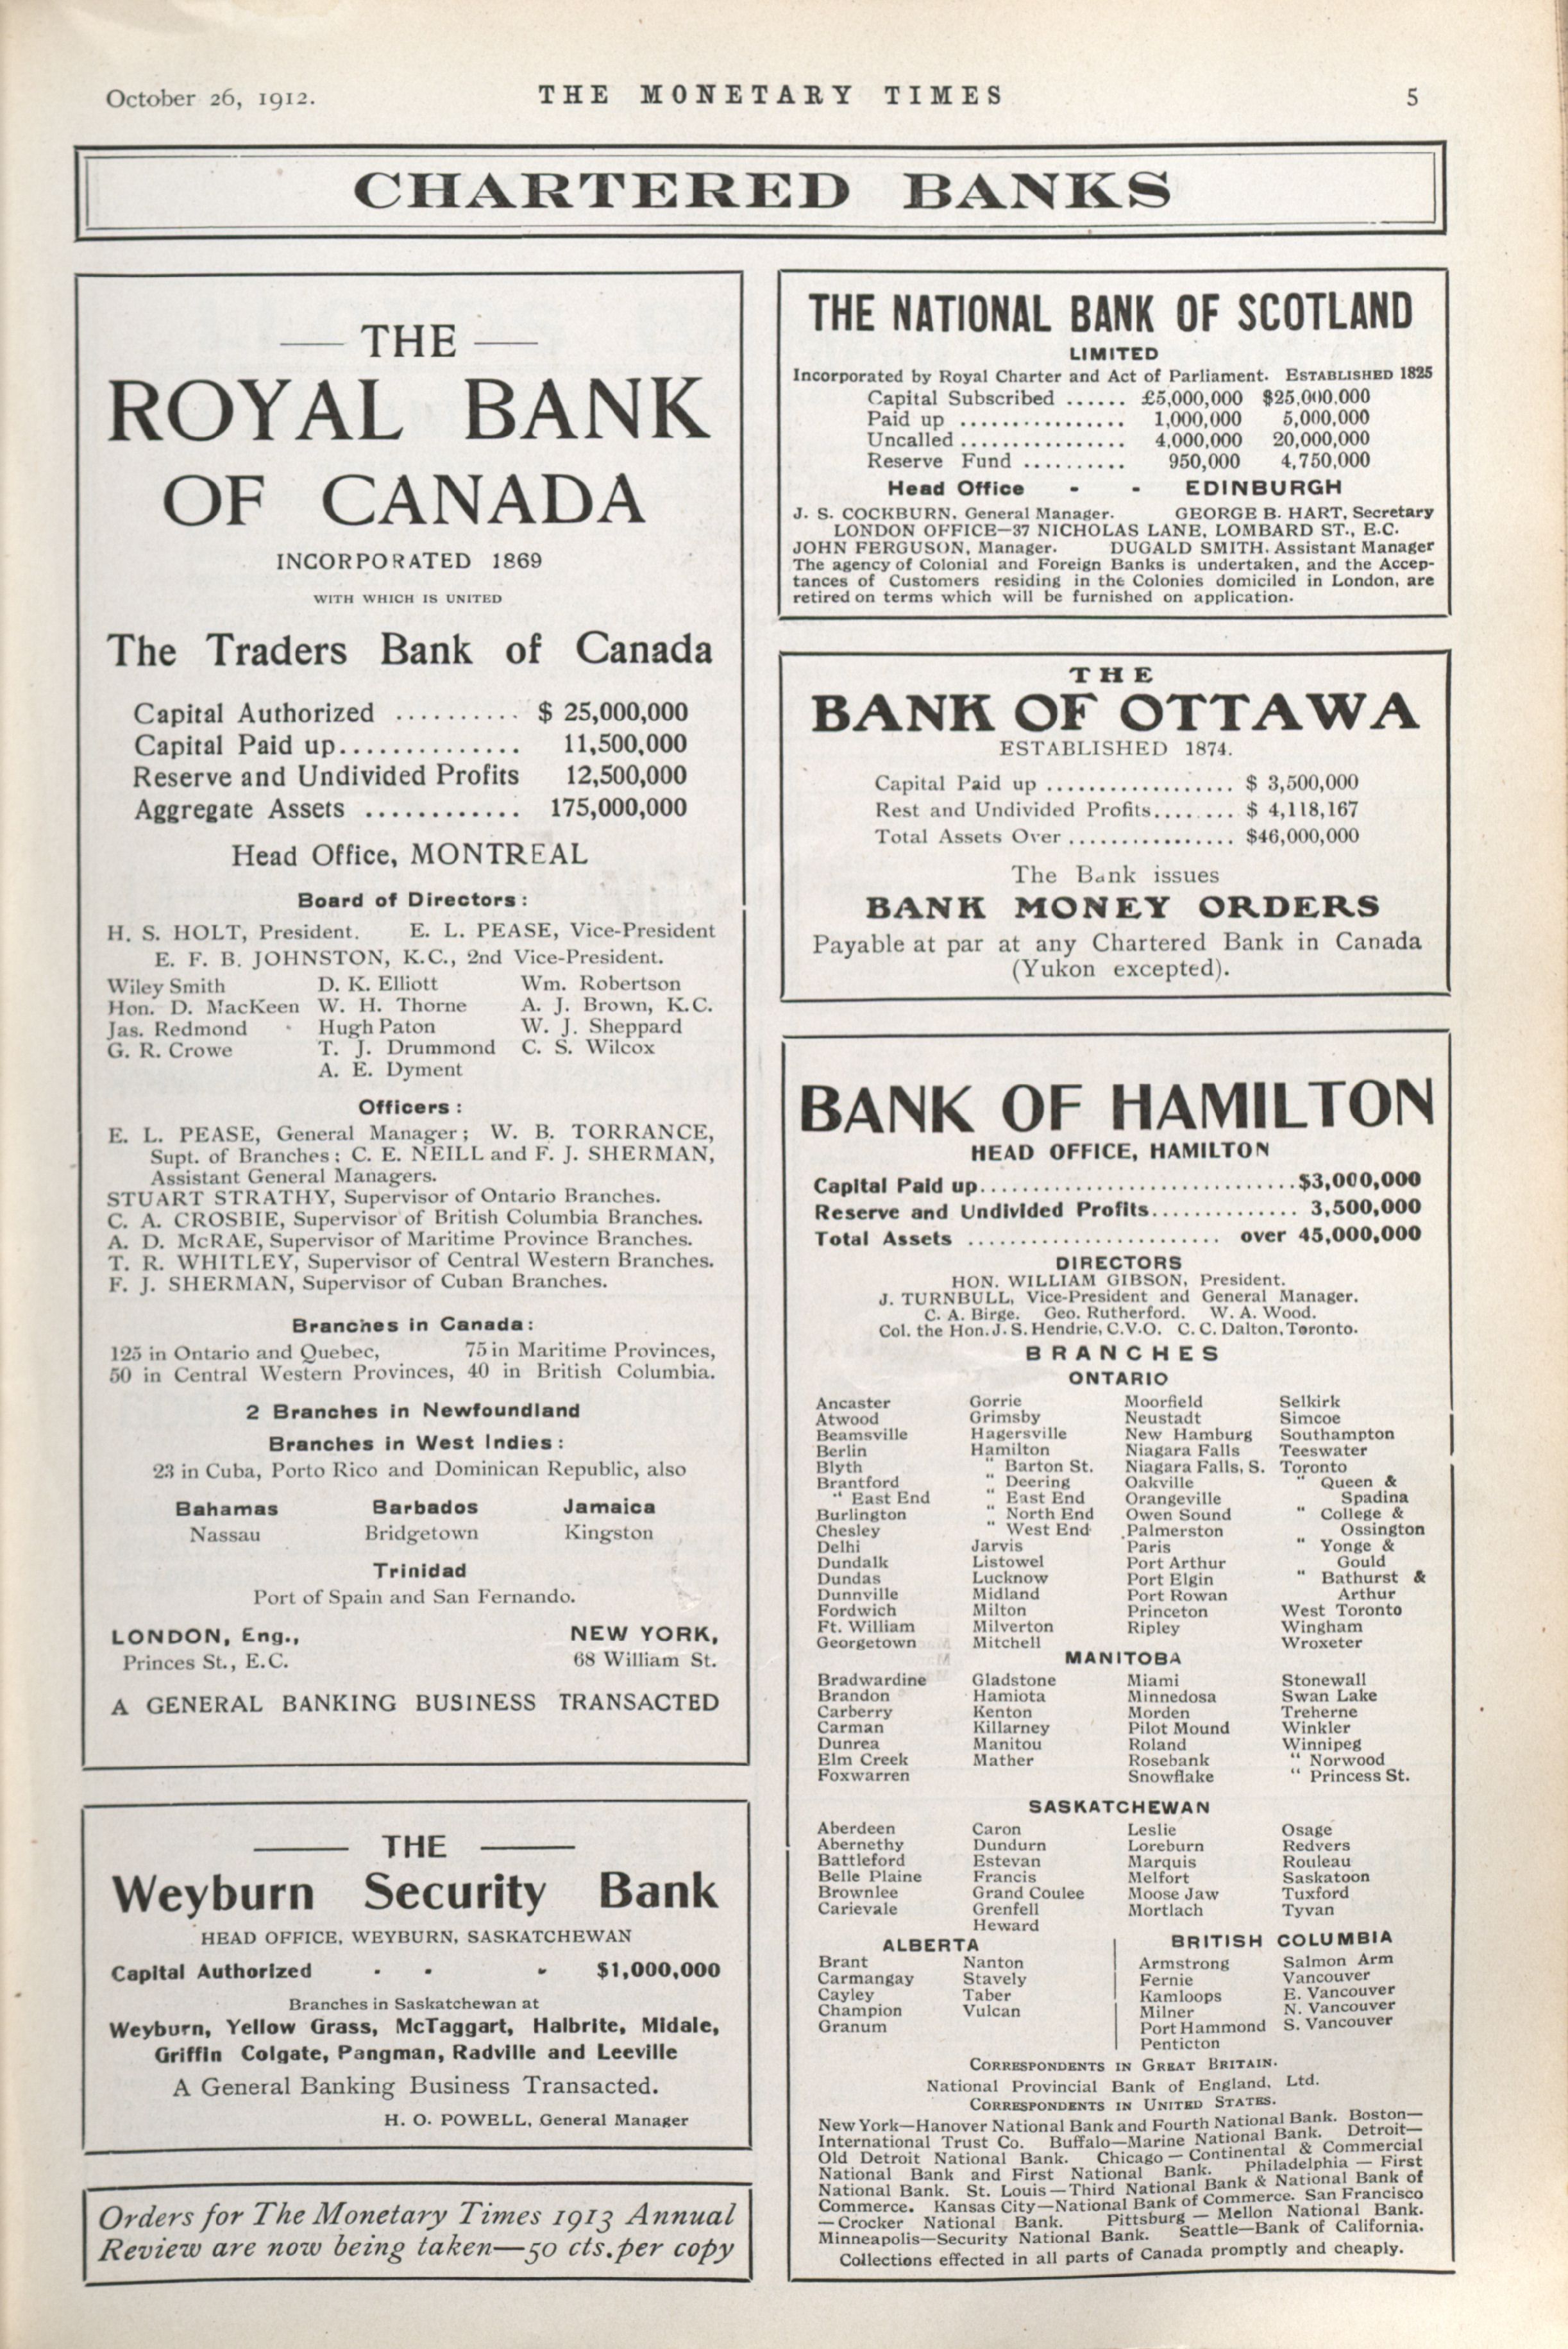 October 26, 1912.
THE MONETARY TIMES
5
CHARTERED BANKS
THE
ROYAL BANK
OF CANADA
INCORPORATED 1869
WITH WHICH IS UNITED
The Traders Bank of Canada
Capital Authorized .......... $ 25,000,000
Capital Paid up.............. 11,500,000
Reserve and Undivided Profits 12,500,000
Aggregate Assets ............ 175,000,000
Head Office, MONTREAL
Board of Directors:
H. S. HOLT, President. E. L. PEASE, Vice-President
E. F. B. JOHNSTON, K.C., 2nd Vice-President.
Wiley Smith D. K. Elliott Wm. Robertson
Hon. D. MacKeen W. H. Thorne A. J. Brown, K.C.
Jas. Redmond Hugh Paton W. J. Sheppard
G. R. Crowe T. J. Drummond C. S. Wilcox
A. E. Dyment
Officers:
E. L. PEASE, General Manager; W. B. TORRANCE,
Supt. of Branches; C. E. NEILL and F. J. SHERMAN,
Assistant General Managers.
STUART STRATHY, Supervisor of Ontario Branches.
C. A. CROSBIE, Supervisor of British Columbia Branches.
A. D. McRAE, Supervisor of Maritime Province Branches.
T. R. WHITLEY, Supervisor of Central Western Branches.
F. J. SHERMAN, Supervisor of Cuban Branches.
Branches in Canada:
125 in Ontario and Quebec, 75 in Maritime Provinces,
50 in Central Western Provinces, 40 in British Columbia.
2 Branches in Newfoundland
Branches in West Indies:
23 in Cuba, Porto Rico and Dominican Republic, also
Bahamas Barbados Jamaica
Nassau Bridgetown Kingston
Trinidad
Port of Spain and San Fernando.
LONDON, Eng., NEW YORK,
Princes St., E.C. 68 William St.
A GENERAL BANKING BUSINESS TRANSACTED
THE
Weyburn Security Bank
HEAD OFFICE, WEYBURN, SASKATCHEWAN
Capital Authorized - - - $1,000,000
Branches in Saskatchewan at
Weyburn, Yellow Grass, McTaggart, Halbrite, Midale,
Griffin Colgate, Pangman, Radville and Leeville
A General Banking Business Transacted.
H. O. POWELL, General Manager
Orders for The Monetary Times 1913 Annual
Review are now being taken—50 cts. per copy
THE NATIONAL BANK OF SCOTLAND
LIMITED
Incorporated by Royal Charter and Act of Parliament. ESTABLISHED 1825
Capital Subscribed ...... £5,000,000 $25,000,000
Paid up ................ 1,000,000 5,000,000
Uncalled ................ 4,000,000 20,000,000
Reserve Fund .......... 950,000 4,750,000
Head Office - - EDINBURGH
J. S. COCKBURN, General Manager. GEORGE B. HART, Secretary
LONDON OFFICE—37 NICHOLAS LANE, LOMBARD ST., E.C.
JOHN FERGUSON, Manager. DUGALD SMITH, Assistant Manager
The agency of Colonial and Foreign Banks is undertaken, and the Accep-
tances of Customers residing in the Colonies domiciled in London, are
retired on terms which will be furnished on application.
THE
BANK OF OTTAWA
ESTABLISHED 1874.
Capital Paid up .................. $ 3,500,000
Rest and Undivided Profits........ $ 4,118,167
Total Assets Over ................ $46,000,000
The Bank issues
BANK MONEY ORDERS
Payable at par at any Chartered Bank in Canada
(Yukon excepted).
BANK OF HAMILTON
HEAD OFFICE, HAMILTON
Capital Paid up..............................$3,000,000
Reserve and Undivided Profits.............. 3,500,000
Total Assets ........................ over 45,000,000
DIRECTORS
HON. WILLIAM GIBSON, President.
J. TURNBULL, Vice-President and General Manager.
C. A. Birge. Geo. Rutherford. W. A. Wood.
Col. the Hon. J. S. Hendrie, C.V.O. C. C. Dalton, Toronto.
BRANCHES
ONTARIO
Ancaster Gorrie Moorfield Selkirk
Atwood Grimsby Neustadt Simcoe
Beamsville Hagersville New Hamburg Southampton
Berlin Hamilton Niagara Falls Teeswater
Blyth " Barton St. Niagara Falls, S. Toronto
Brantford " Deering Oakville " Queen &
" East End " East End Orangeville Spadina
Burlington " North End Owen Sound " College &
Chesley " West End Palmerston Ossington
Delhi Jarvis Paris " Yonge &
Dundalk Listowel Port Arthur Gould
Dundas Lucknow Port Elgin " Bathurst &
Dunnville Midland Port Rowan Arthur
Fordwich Milton Princeton West Toronto
Ft. William Milverton Ripley Wingham
Georgetown Mitchell Wroxeter
MANITOBA
Bradwardine Gladstone Miami Stonewall
Brandon Hamiota Minnedosa Swan Lake
Carberry Kenton Morden Treherne
Carman Killarney Pilot Mound Winkler
Dunrea Manitou Roland Winnipeg
Elm Creek Mather Rosebank " Norwood
Foxwarren Snowflake " Princess St.
SASKATCHEWAN
Aberdeen Caron Leslie Osage
Abernethy Dundurn Loreburn Redvers
Battleford Estevan Marquis Rouleau
Belle Plaine Francis Melfort Saskatoon
Brownlee Grand Coulee Moose Jaw Tuxford
Carievale Grenfell Mortlach Tyvan
Heward
ALBERTA
Brant Nanton
Carmangay Stavely
Cayley Taber
Champion Vulcan
Granum
BRITISH COLUMBIA
Armstrong Salmon Arm
Fernie Vancouver
Kamloops E. Vancouver
Milner N. Vancouver
Port Hammond S. Vancouver
Penticton
CORRESPONDENTS IN GREAT BRITAIN.
National Provincial Bank of England, Ltd.
CORRESPONDENTS IN UNITED STATES.
New York—Hanover National Bank and Fourth National Bank. Boston—
International Trust Co. Buffalo—Marine National Bank. Detroit—
Old Detroit National Bank. Chicago—Continental & Commercial
National Bank and First National Bank. Philadelphia — First
National Bank. St. Louis—Third National Bank & National Bank of
Commerce. Kansas City—National Bank of Commerce. San Francisco
—Crocker National Bank. Pittsburg — Mellon National Bank.
Minneapolis—Security National Bank. Seattle—Bank of California.
Collections effected in all parts of Canada promptly and cheaply.